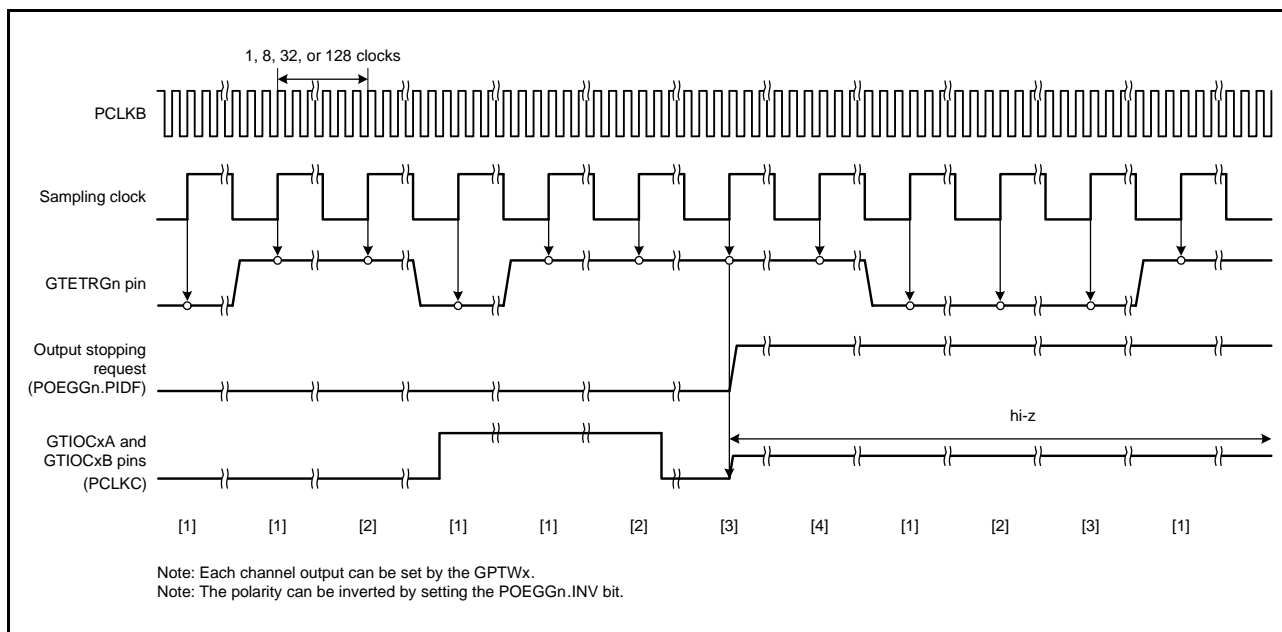 1, 8, 32, or 128 clocks
PCLKB
Sampling clock
GTETRGn pin
Output stopping
request
(POEGGn.PIDF)
hi-z
GTIOCxA and
GTIOCxB pins
(PCLKC)
[1] [1] [2] [1] [1] [2] [3] [4] [1] [2] [3] [1]
Note: Each channel output can be set by the GPTWx.
Note: The polarity can be inverted by setting the POEGGn.INV bit.